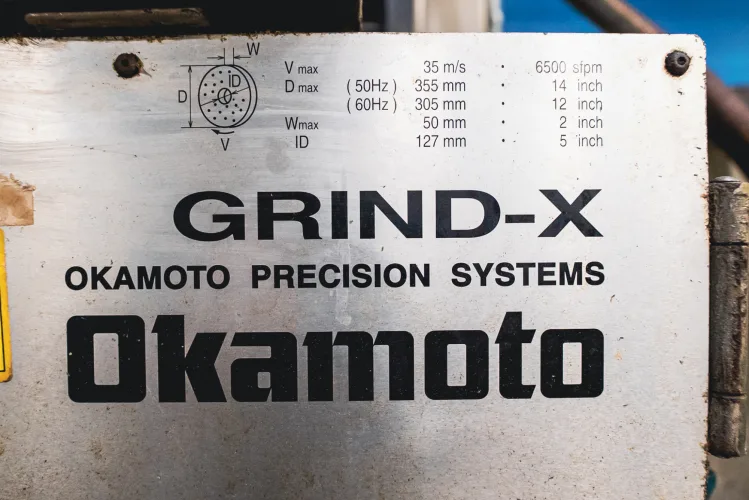 W
D
iD
V
V max 35 m/s · 6500 sfpm
D max (50Hz) 355 mm · 14 inch
(60Hz) 305 mm · 12 inch
Wmax 50 mm · 2 inch
ID 127 mm · 5 inch
GRIND-X
OKAMOTO PRECISION SYSTEMS
Okamoto